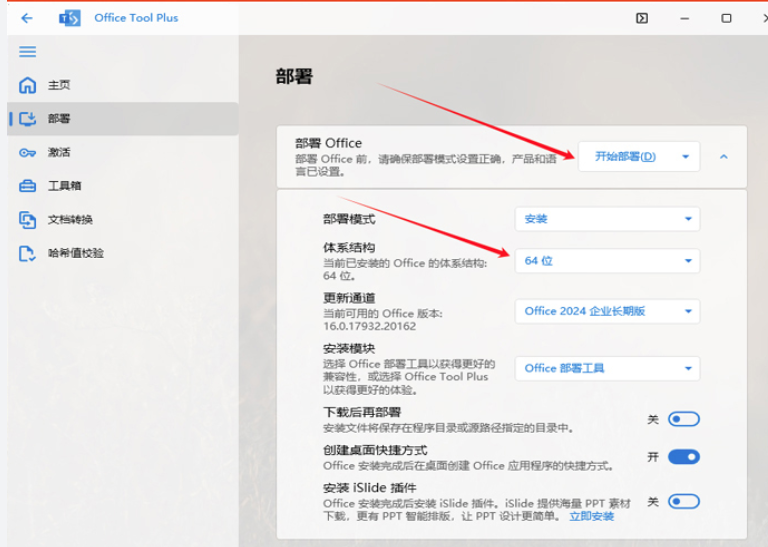 Office Tool Plus
主页
部署
激活
工具箱
文档转换
哈希值校验
部署
部署 Office
部署 Office 前，请确保部署模式设置正确，产品和语
言已设置。
开始部署(D)
部署模式
安装
体系结构
当前已安装的 Office 的体系结构:
64 位。
64 位
更新通道
当前可用的 Office 版本:
16.0.17932.20162
Office 2024 企业长期版
安装模块
选择 Office 部署工具以获得更好的
兼容性，或选择 Office Tool Plus
以获得更好的体验。
Office 部署工具
下载后再部署
安装文件将保存在程序目录或源路径指定的目录中。
关
创建桌面快捷方式
Office 安装完成后在桌面创建 Office 应用程序的快捷方式。
开
安装 iSlide 插件
Office 安装完成后安装 iSlide 插件。iSlide 提供海量 PPT 素材
下载，更有 PPT 智能排版，让 PPT 设计更简单。 立即安装
关